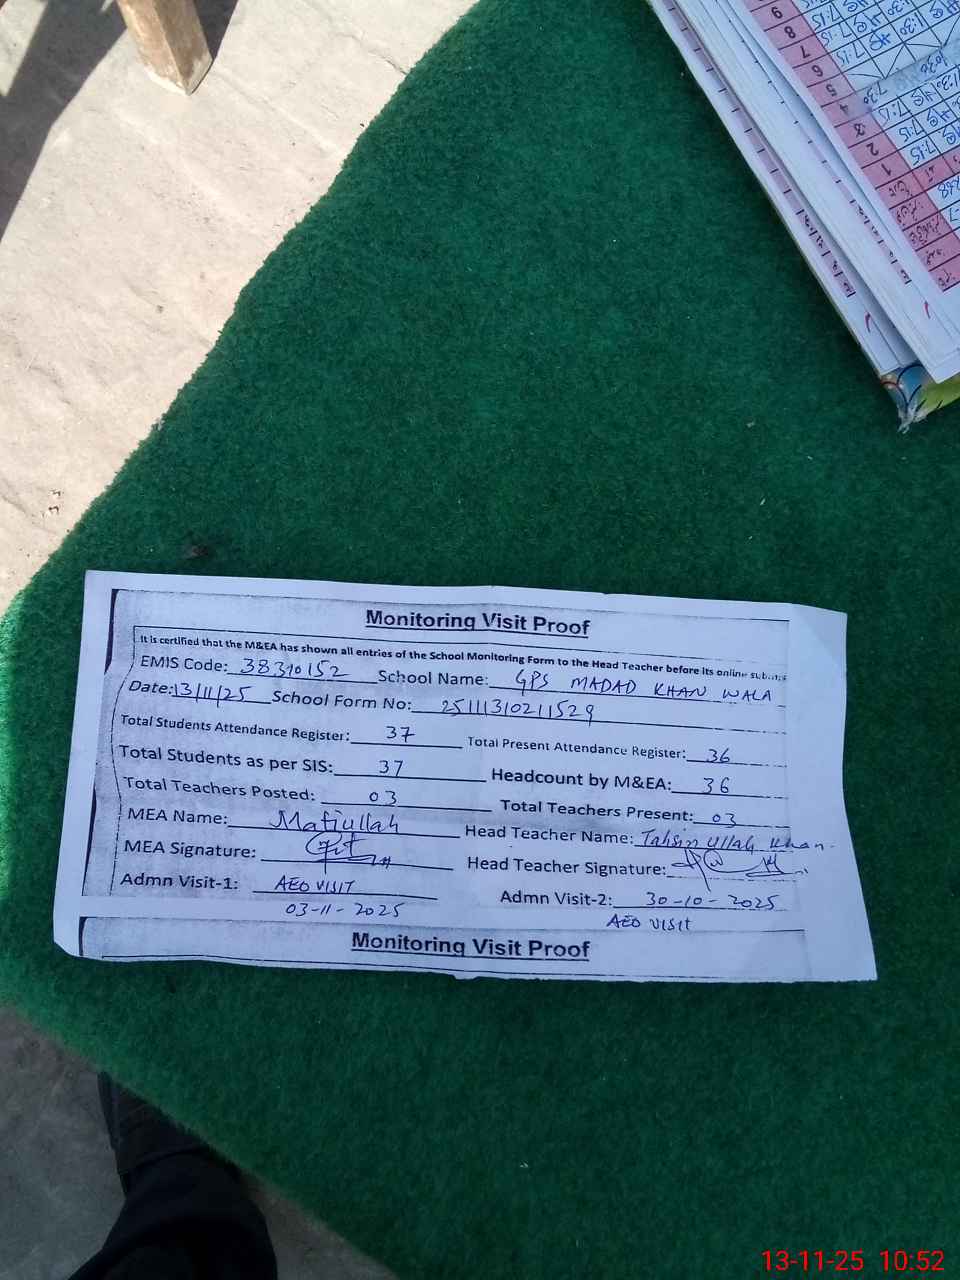 Monitoring Visit Proof
It is certified that the M&EA has shown all entries of the School Monitoring Form to the Head Teacher before its online
EMIS Code: 38310152 School Name: GPS MADAD KHAN WALA
Date: 13/11/25 School Form No: 25111310211529
Total Students Attendance Register: 37 Total Present Attendance Register: 36
Total Students as per SIS: 37 Headcount by M&EA: 36
Total Teachers Posted: 03 Total Teachers Present: 03
MEA Name: Matiullah Head Teacher Name: Tahsin Ullah Khan.
MEA Signature: Head Teacher Signature:
Admn Visit-1: AEO VISIT Admn Visit-2: 30-10-2025
03-11-2025 AEO VISIT
Monitoring Visit Proof
13-11-25 10:52